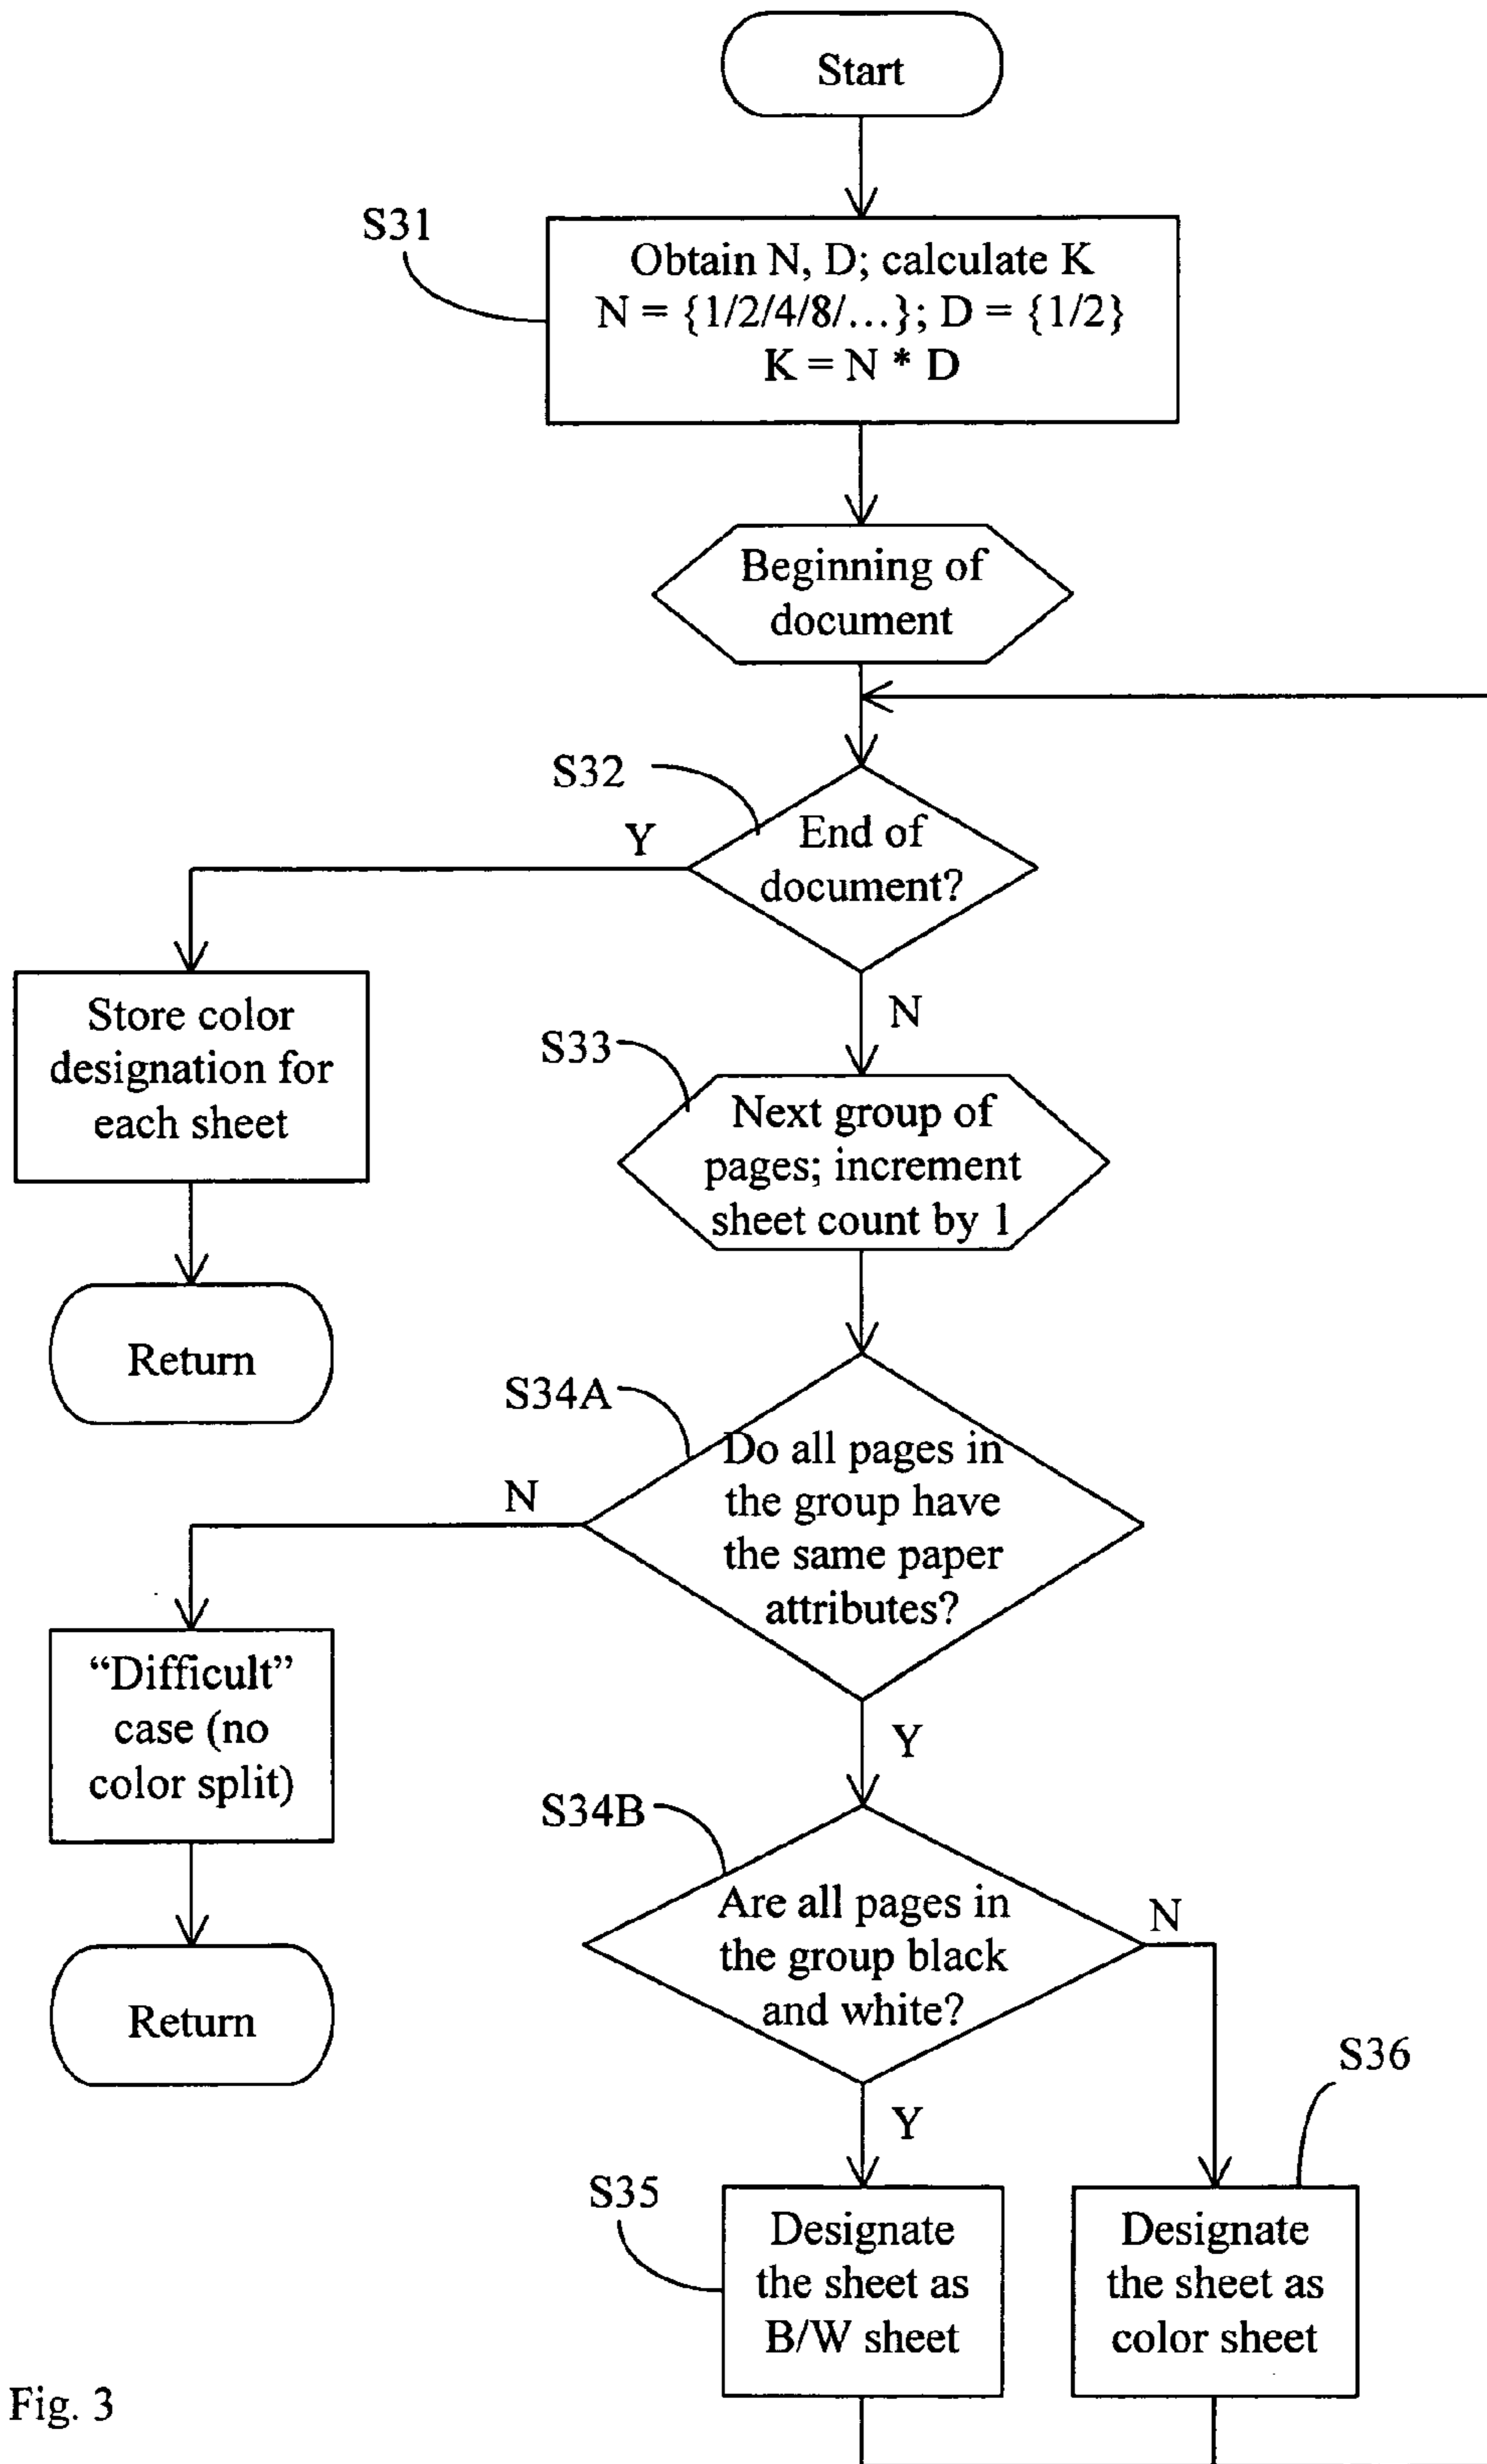 Start
S31
Obtain N, D; calculate K
N = {1/2/4/8/...}; D = {1/2}
K = N * D
Beginning of
document
S32
End of
document?
Y
N
Store color
designation for
each sheet
Return
S33
Next group of
pages; increment
sheet count by 1
S34A
Do all pages in
the group have
the same paper
attributes?
N
Y
“Difficult”
case (no
color split)
Return
S34B
Are all pages in
the group black
and white?
N
Y
S36
S35
Designate
the sheet as
B/W sheet
Designate
the sheet as
color sheet
Fig. 3